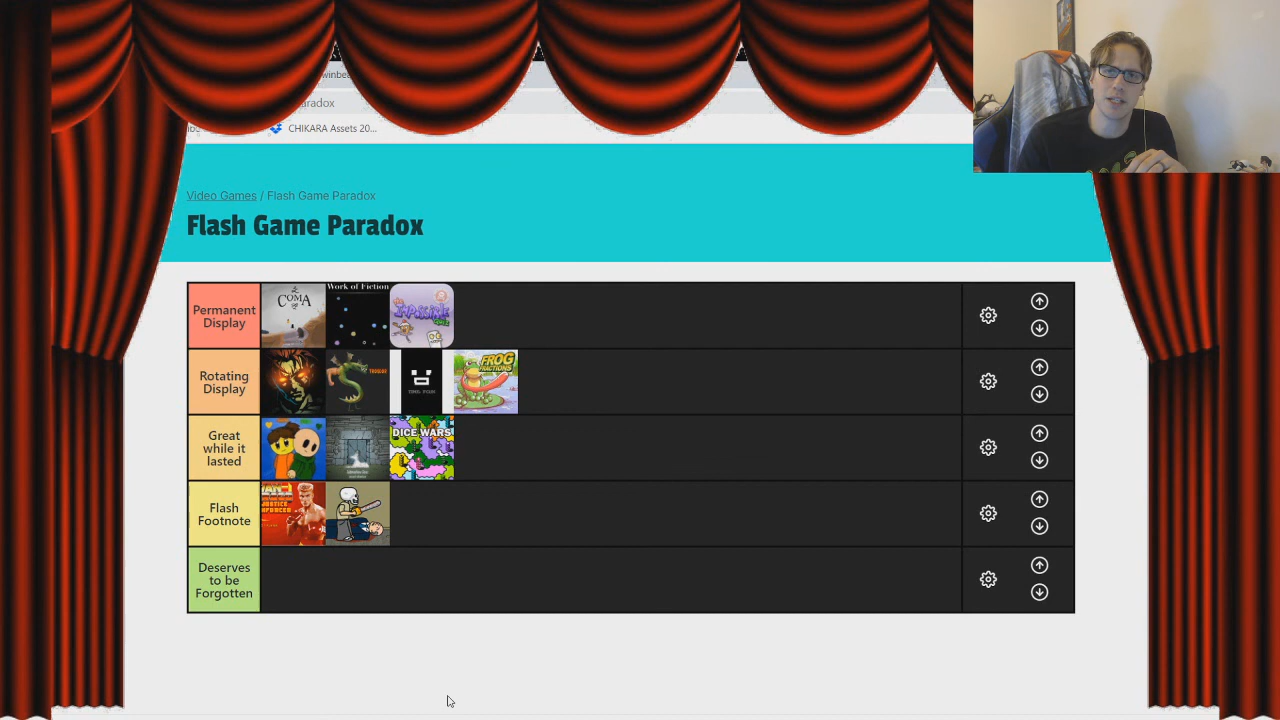 CHIKARA Assets 20...
Video Games / Flash Game Paradox
Flash Game Paradox
Permanent
Display
COMA
Work of Fiction
Rotating
Display
FROG
FRACTIONS
Great
while it
lasted
DICE WARS
Flash
Footnote
Deserves
to be
Forgotten